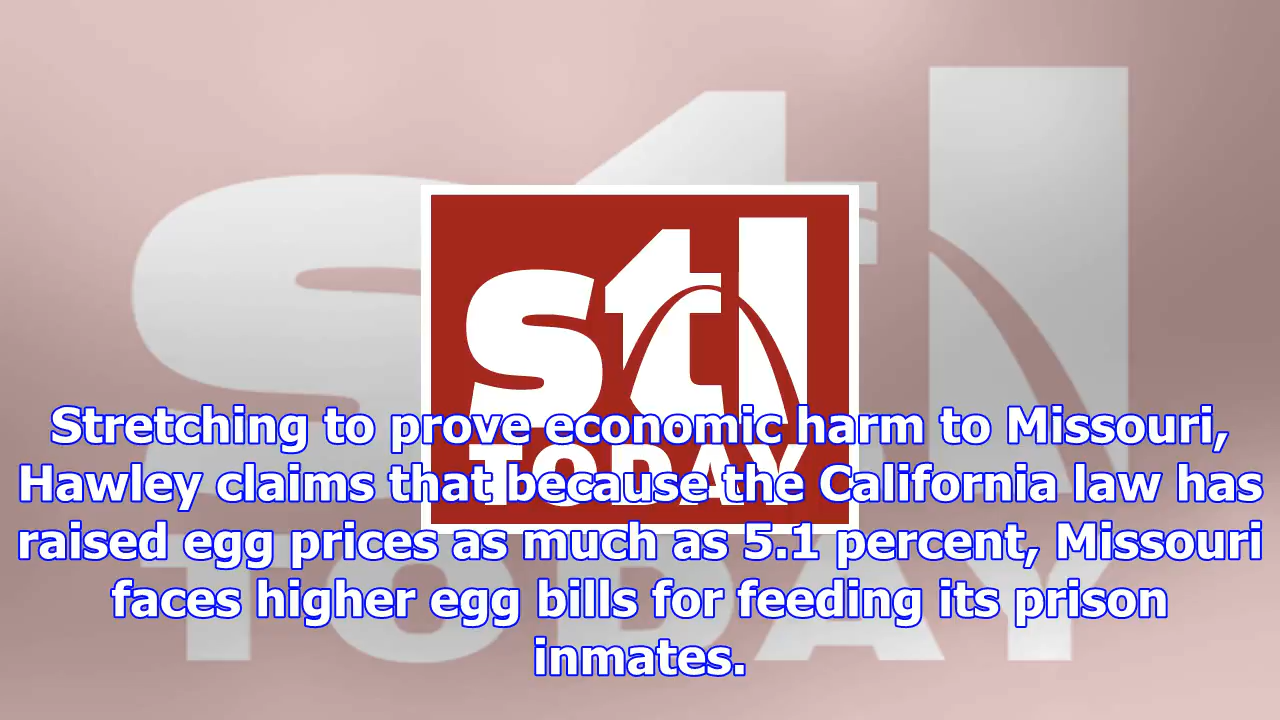 stl
TODAY
Stretching to prove economic harm to Missouri,
Hawley claims that because the California law has
raised egg prices as much as 5.1 percent, Missouri
faces higher egg bills for feeding its prison
inmates.